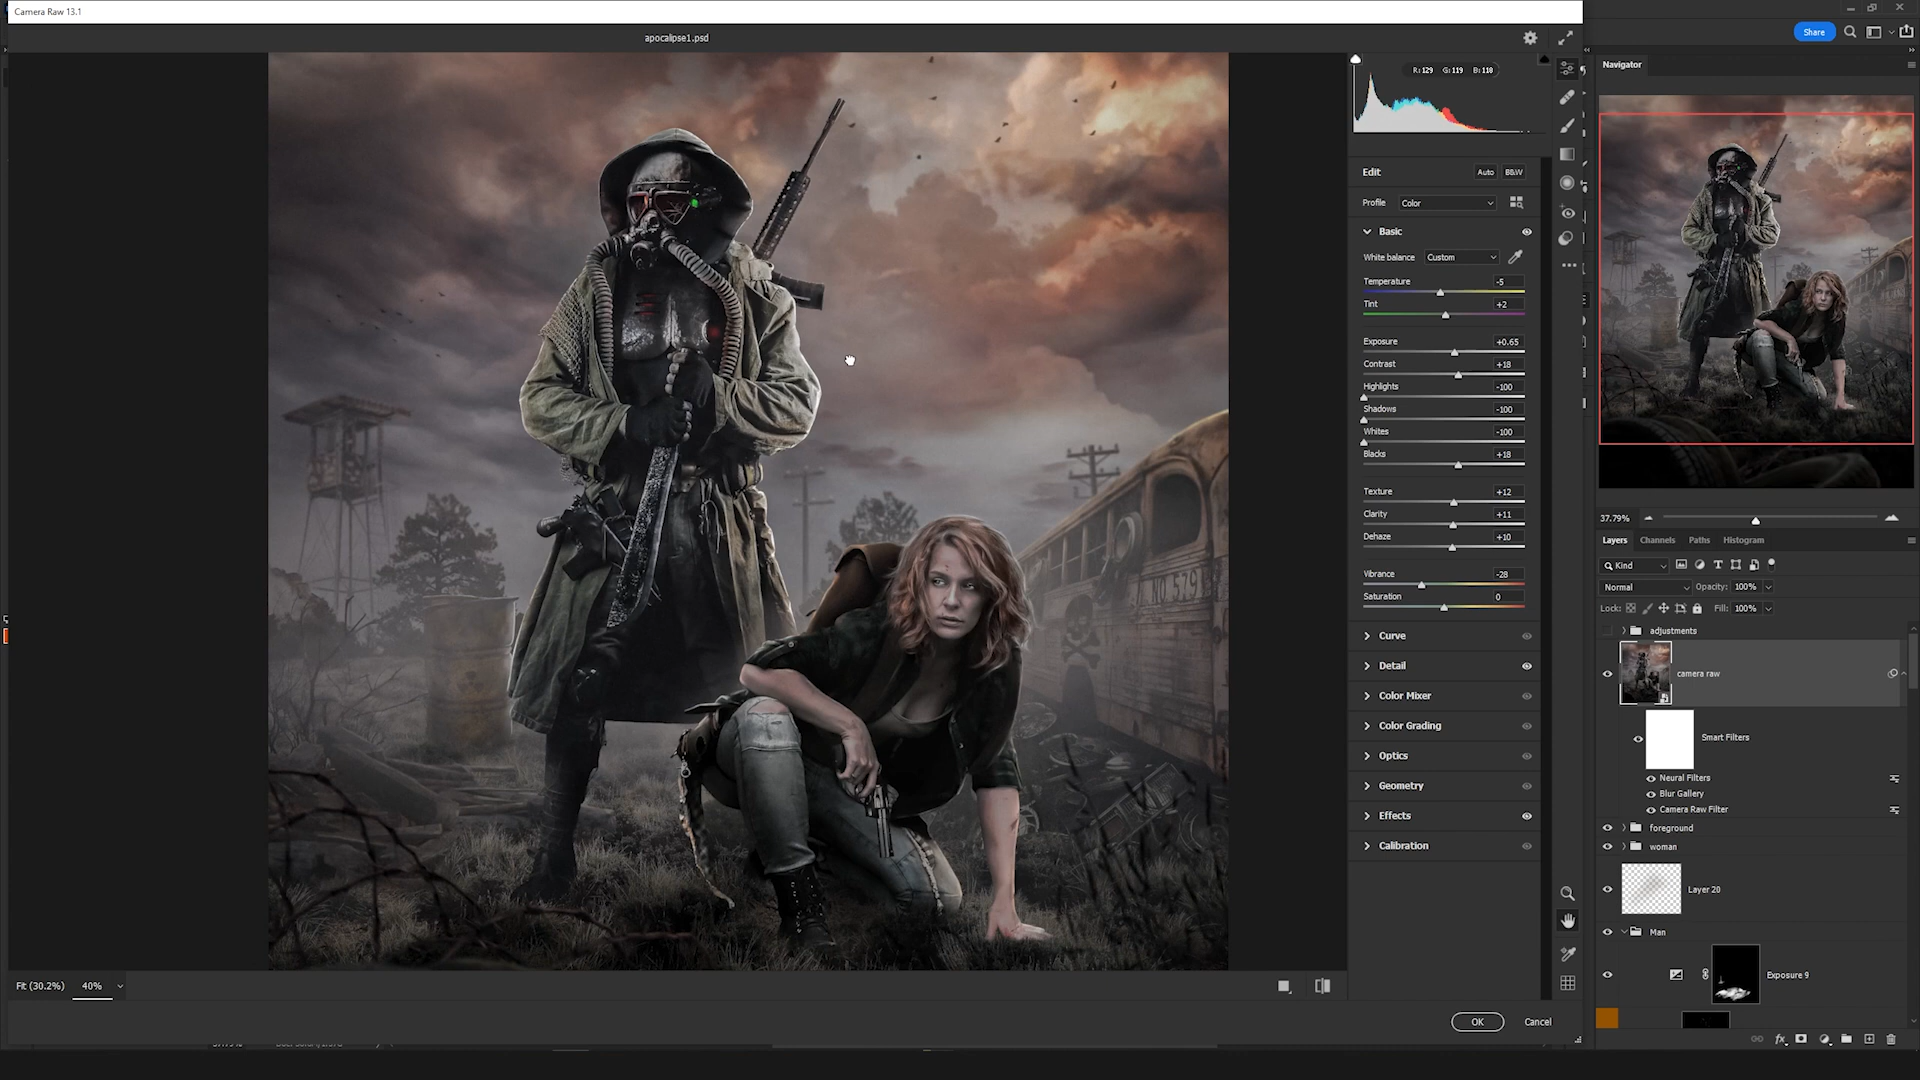 Camera Raw 13.1
apocalipse1.psd
Share
R: 129 G: 119 B: 118
Navigator
Edit
Auto
B&W
Profile
Color
Basic
White balance
Custom
Temperature
-5
Tint
+2
Exposure
+0.65
Contrast
+18
Highlights
-100
Shadows
-100
Whites
-100
Blacks
+18
Texture
+12
Clarity
+11
Dehaze
+10
Vibrance
-28
Saturation
0
Curve
Detail
Color Mixer
Color Grading
Optics
Geometry
Effects
Calibration
37.79%
Layers
Channels
Paths
Histogram
Kind
Normal
Opacity: 100%
Lock:
Fill: 100%
adjustments
camera raw
Smart Filters
Neural Filters
Blur Gallery
Camera Raw Filter
foreground
woman
Layer 20
Man
Exposure 9
NO. 579
Fit (30.2%)
40%
OK
Cancel